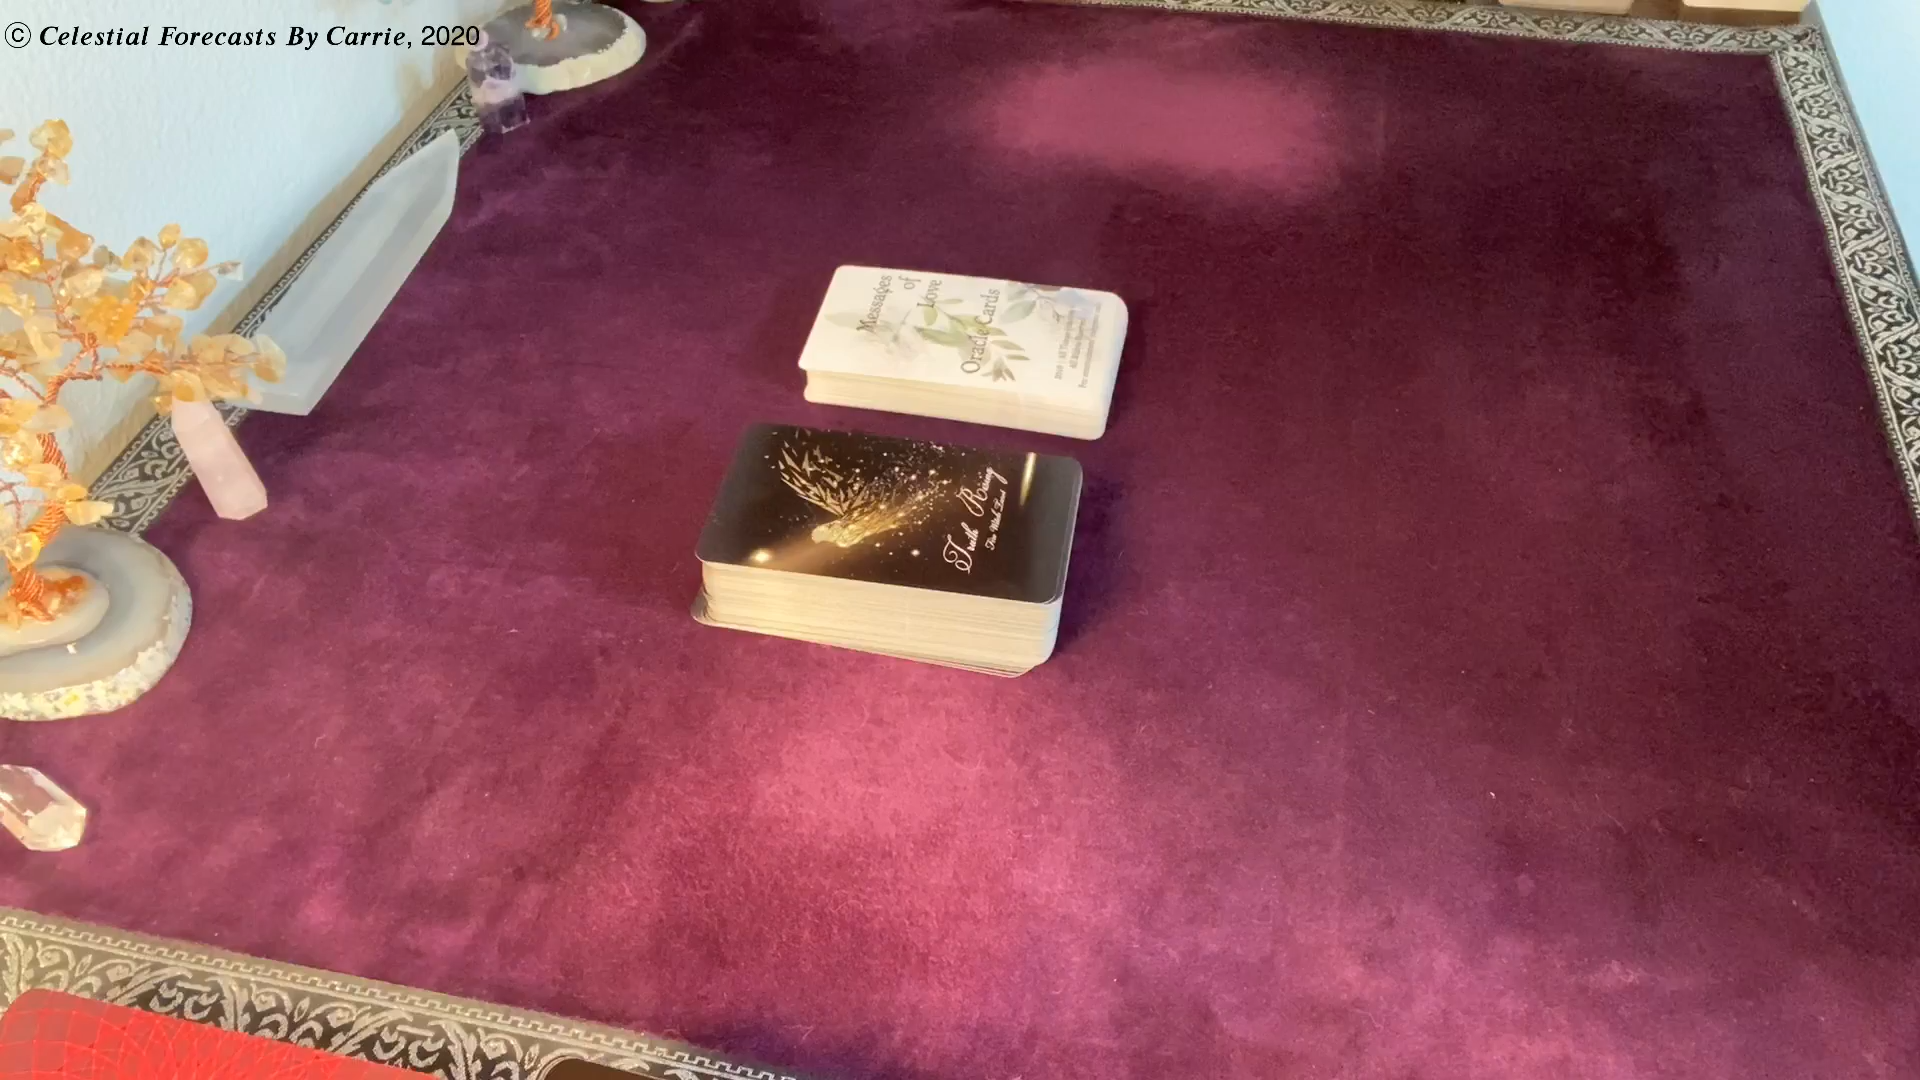 © Celestial Forecasts By Carrie, 2020
Messages
of
Love
Oracle Cards
Truth Rising